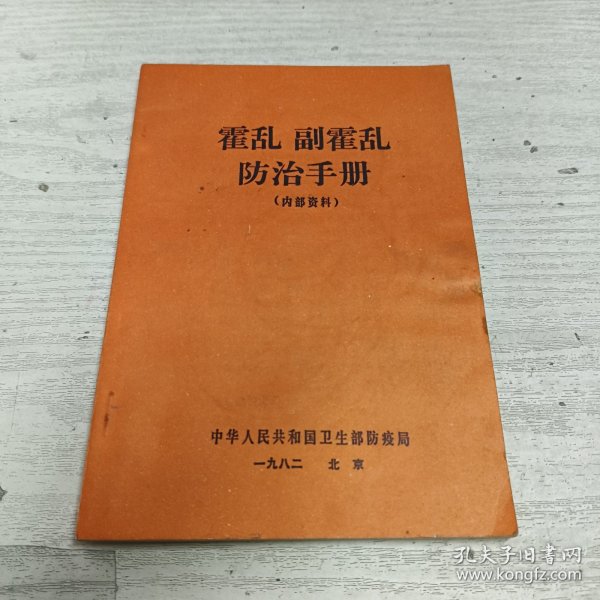 霍乱 副霍乱
防治手册
（内部资料）
中华人民共和国卫生部防疫局
一九八二 北京
孔夫子旧书网
www.kongfz.com